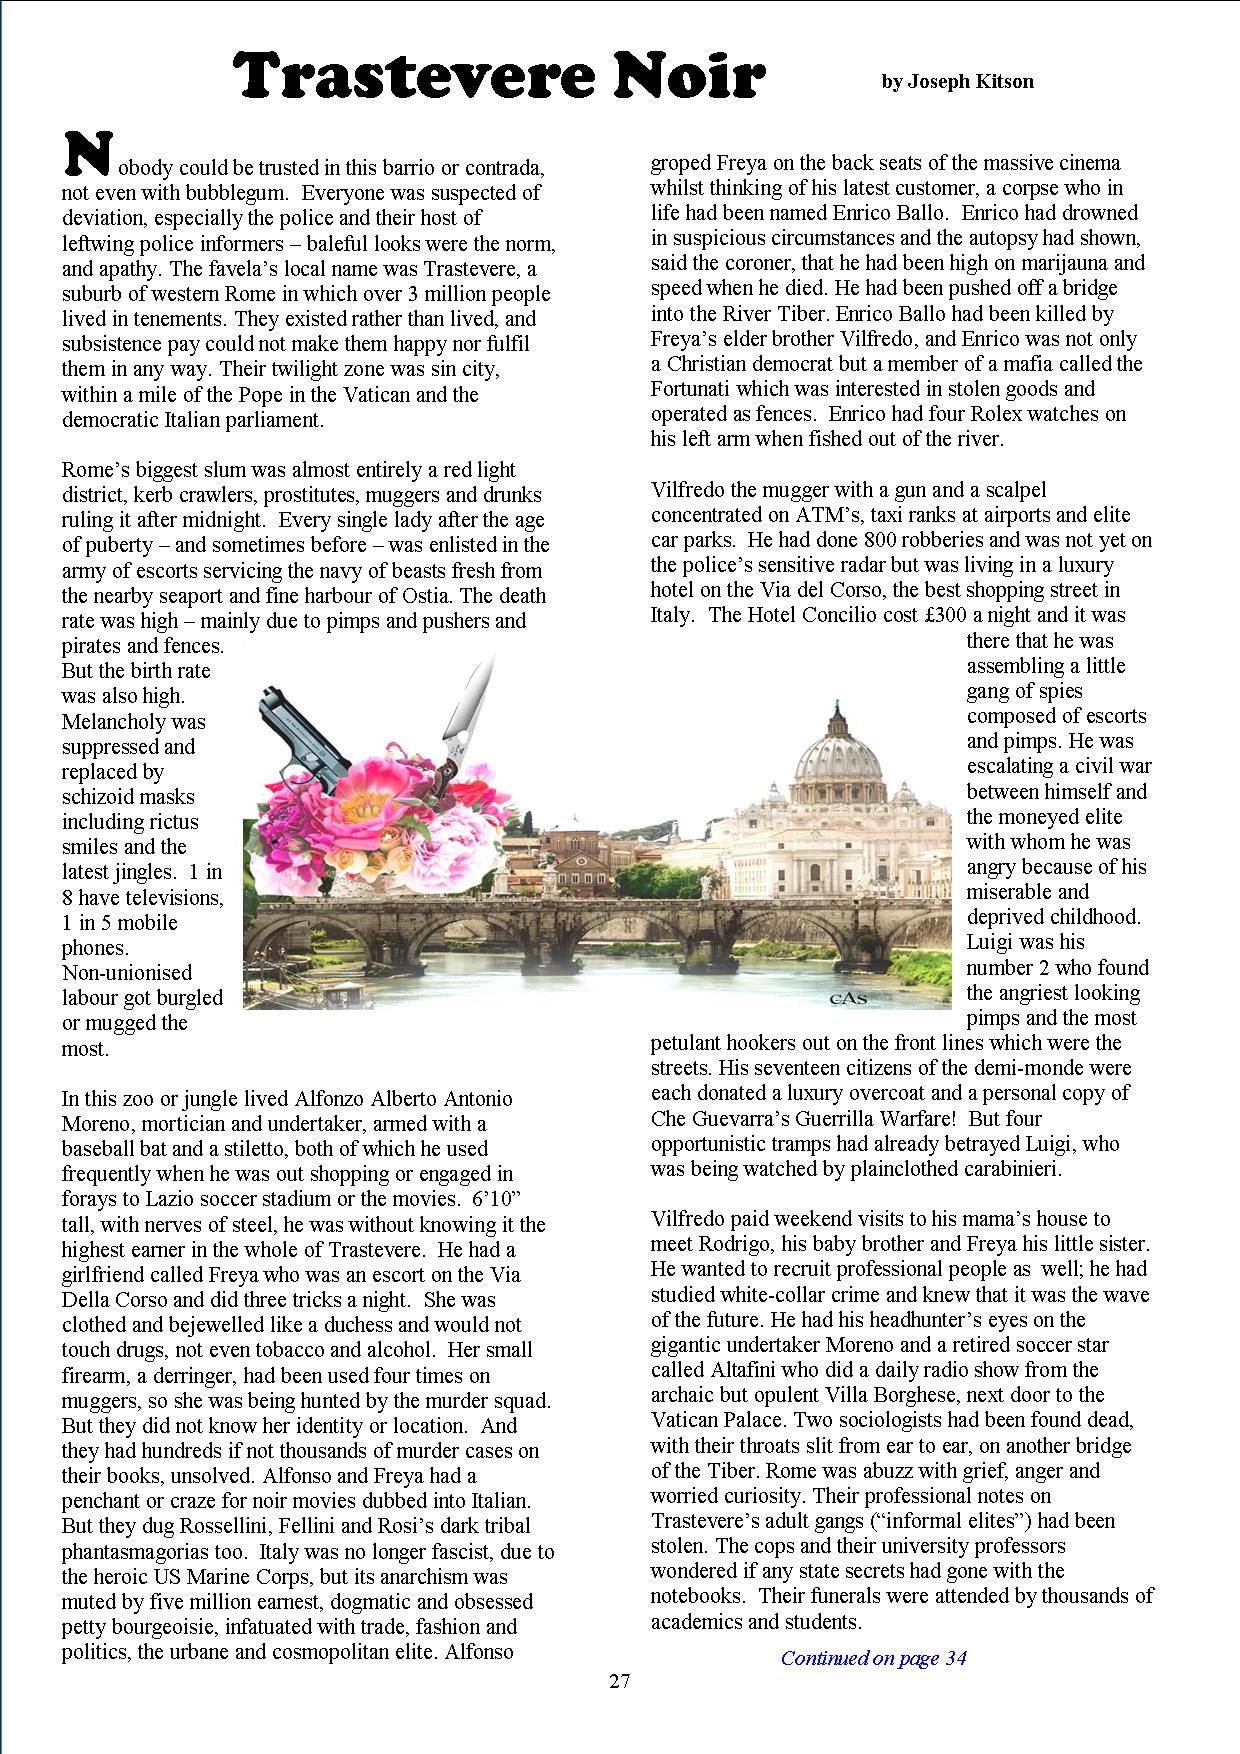 Trastevere Noir
by Joseph Kitson
Nobody could be trusted in this barrio or contrada,
not even with bubblegum.  Everyone was suspected of
deviation, especially the police and their host of
leftwing police informers – baleful looks were the norm,
and apathy. The favela’s local name was Trastevere, a
suburb of western Rome in which over 3 million people
lived in tenements. They existed rather than lived, and
subsistence pay could not make them happy nor fulfil
them in any way. Their twilight zone was sin city,
within a mile of the Pope in the Vatican and the
democratic Italian parliament.
Rome’s biggest slum was almost entirely a red light
district, kerb crawlers, prostitutes, muggers and drunks
ruling it after midnight.  Every single lady after the age
of puberty – and sometimes before – was enlisted in the
army of escorts servicing the navy of beasts fresh from
the nearby seaport and fine harbour of Ostia. The death
rate was high – mainly due to pimps and pushers and
pirates and fences.
But the birth rate
was also high.
Melancholy was
suppressed and
replaced by
schizoid masks
including rictus
smiles and the
latest jingles.  1 in
8 have televisions,
1 in 5 mobile
phones.
Non-unionised
labour got burgled
or mugged the
most.
In this zoo or jungle lived Alfonzo Alberto Antonio
Moreno, mortician and undertaker, armed with a
baseball bat and a stiletto, both of which he used
frequently when he was out shopping or engaged in
forays to Lazio soccer stadium or the movies.  6’10”
tall, with nerves of steel, he was without knowing it the
highest earner in the whole of Trastevere.  He had a
girlfriend called Freya who was an escort on the Via
Della Corso and did three tricks a night.  She was
clothed and bejewelled like a duchess and would not
touch drugs, not even tobacco and alcohol.  Her small
firearm, a derringer, had been used four times on
muggers, so she was being hunted by the murder squad.
But they did not know her identity or location.  And
they had hundreds if not thousands of murder cases on
their books, unsolved. Alfonso and Freya had a
penchant or craze for noir movies dubbed into Italian.
But they dug Rossellini, Fellini and Rosi’s dark tribal
phantasmagorias too.  Italy was no longer fascist, due to
the heroic US Marine Corps, but its anarchism was
muted by five million earnest, dogmatic and obsessed
petty bourgeoisie, infatuated with trade, fashion and
politics, the urbane and cosmopolitan elite. Alfonso
groped Freya on the back seats of the massive cinema
whilst thinking of his latest customer, a corpse who in
life had been named Enrico Ballo.  Enrico had drowned
in suspicious circumstances and the autopsy had shown,
said the coroner, that he had been high on marijauna and
speed when he died. He had been pushed off a bridge
into the River Tiber. Enrico Ballo had been killed by
Freya’s elder brother Vilfredo, and Enrico was not only
a Christian democrat but a member of a mafia called the
Fortunati which was interested in stolen goods and
operated as fences.  Enrico had four Rolex watches on
his left arm when fished out of the river.
Vilfredo the mugger with a gun and a scalpel
concentrated on ATM’s, taxi ranks at airports and elite
car parks.  He had done 800 robberies and was not yet on
the police’s sensitive radar but was living in a luxury
hotel on the Via del Corso, the best shopping street in
Italy.  The Hotel Concilio cost £300 a night and it was
there that he was
assembling a little
gang of spies
composed of escorts
and pimps. He was
escalating a civil war
between himself and
the moneyed elite
with whom he was
angry because of his
miserable and
deprived childhood.
Luigi was his
number 2 who found
the angriest looking
pimps and the most
petulant hookers out on the front lines which were the
streets. His seventeen citizens of the demi-monde were
each donated a luxury overcoat and a personal copy of
Che Guevarra’s Guerrilla Warfare!  But four
opportunistic tramps had already betrayed Luigi, who
was being watched by plainclothed carabinieri.
Vilfredo paid weekend visits to his mama’s house to
meet Rodrigo, his baby brother and Freya his little sister.
He wanted to recruit professional people as  well; he had
studied white-collar crime and knew that it was the wave
of the future. He had his headhunter’s eyes on the
gigantic undertaker Moreno and a retired soccer star
called Altafini who did a daily radio show from the
archaic but opulent Villa Borghese, next door to the
Vatican Palace. Two sociologists had been found dead,
with their throats slit from ear to ear, on another bridge
of the Tiber. Rome was abuzz with grief, anger and
worried curiosity. Their professional notes on
Trastevere’s adult gangs (“informal elites”) had been
stolen. The cops and their university professors
wondered if any state secrets had gone with the
notebooks.  Their funerals were attended by thousands of
academics and students.
Continued on page 34
cAs
27